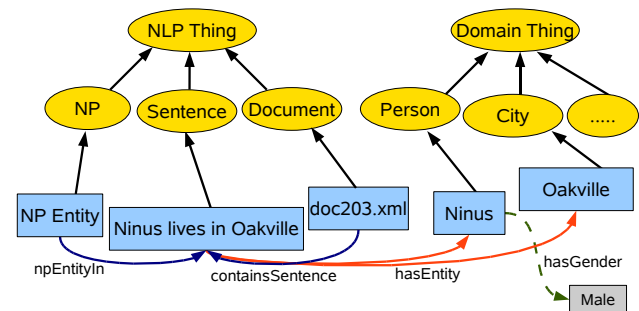 NLP Thing
Domain Thing
NP
Sentence
Document
Person
City
.....
NP Entity
Ninus lives in Oakville
doc203.xml
Ninus
Oakville
npEntityIn
containsSentence
hasEntity
hasGender
Male